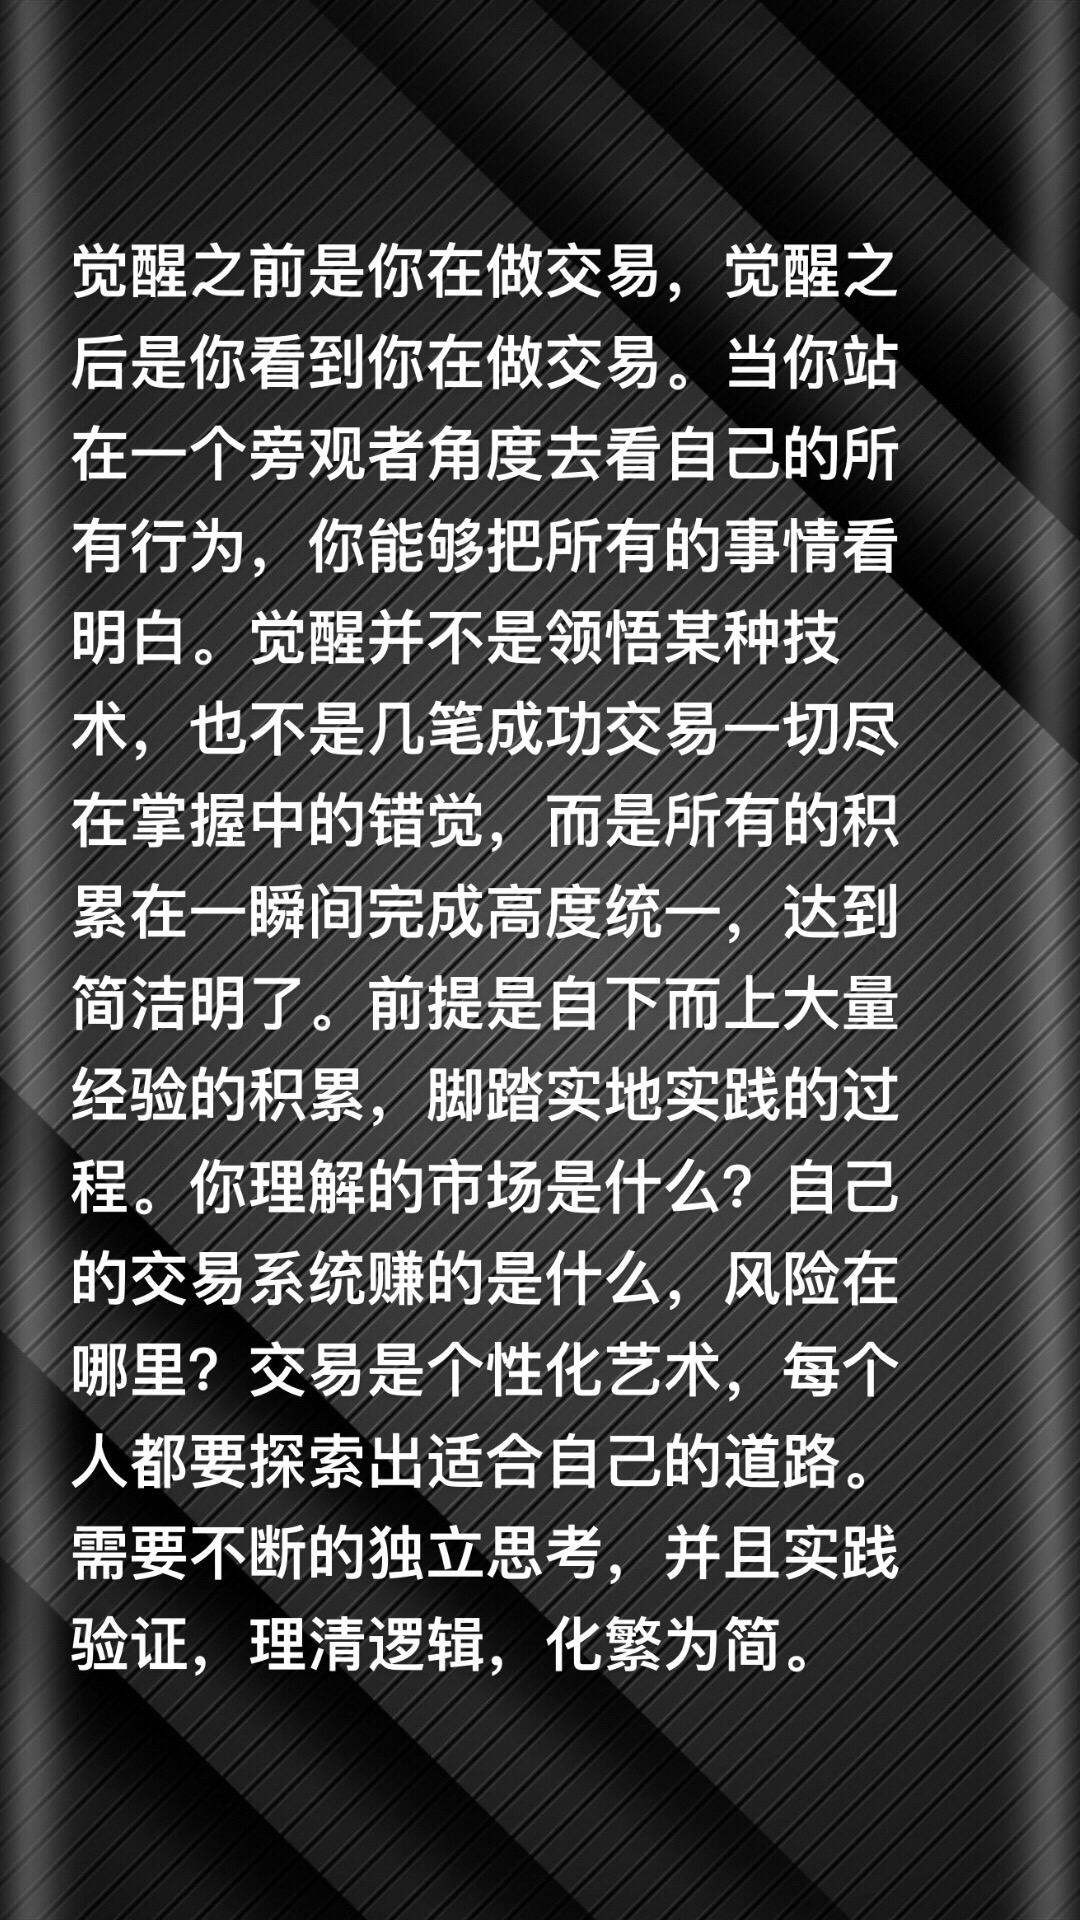 觉醒之前是你在做交易，觉醒之
后是你看到你在做交易。当你站
在一个旁观者角度去看自己的所
有行为，你能够把所有的事情看
明白。觉醒并不是领悟某种技
术，也不是几笔成功交易一切尽
在掌握中的错觉，而是所有的积
累在一瞬间完成高度统一，达到
简洁明了。前提是自下而上大量
经验的积累，脚踏实地实践的过
程。你理解的市场是什么？自己
的交易系统赚的是什么，风险在
哪里？交易是个性化艺术，每个
人都要探索出适合自己的道路。
需要不断的独立思考，并且实践
验证，理清逻辑，化繁为简。